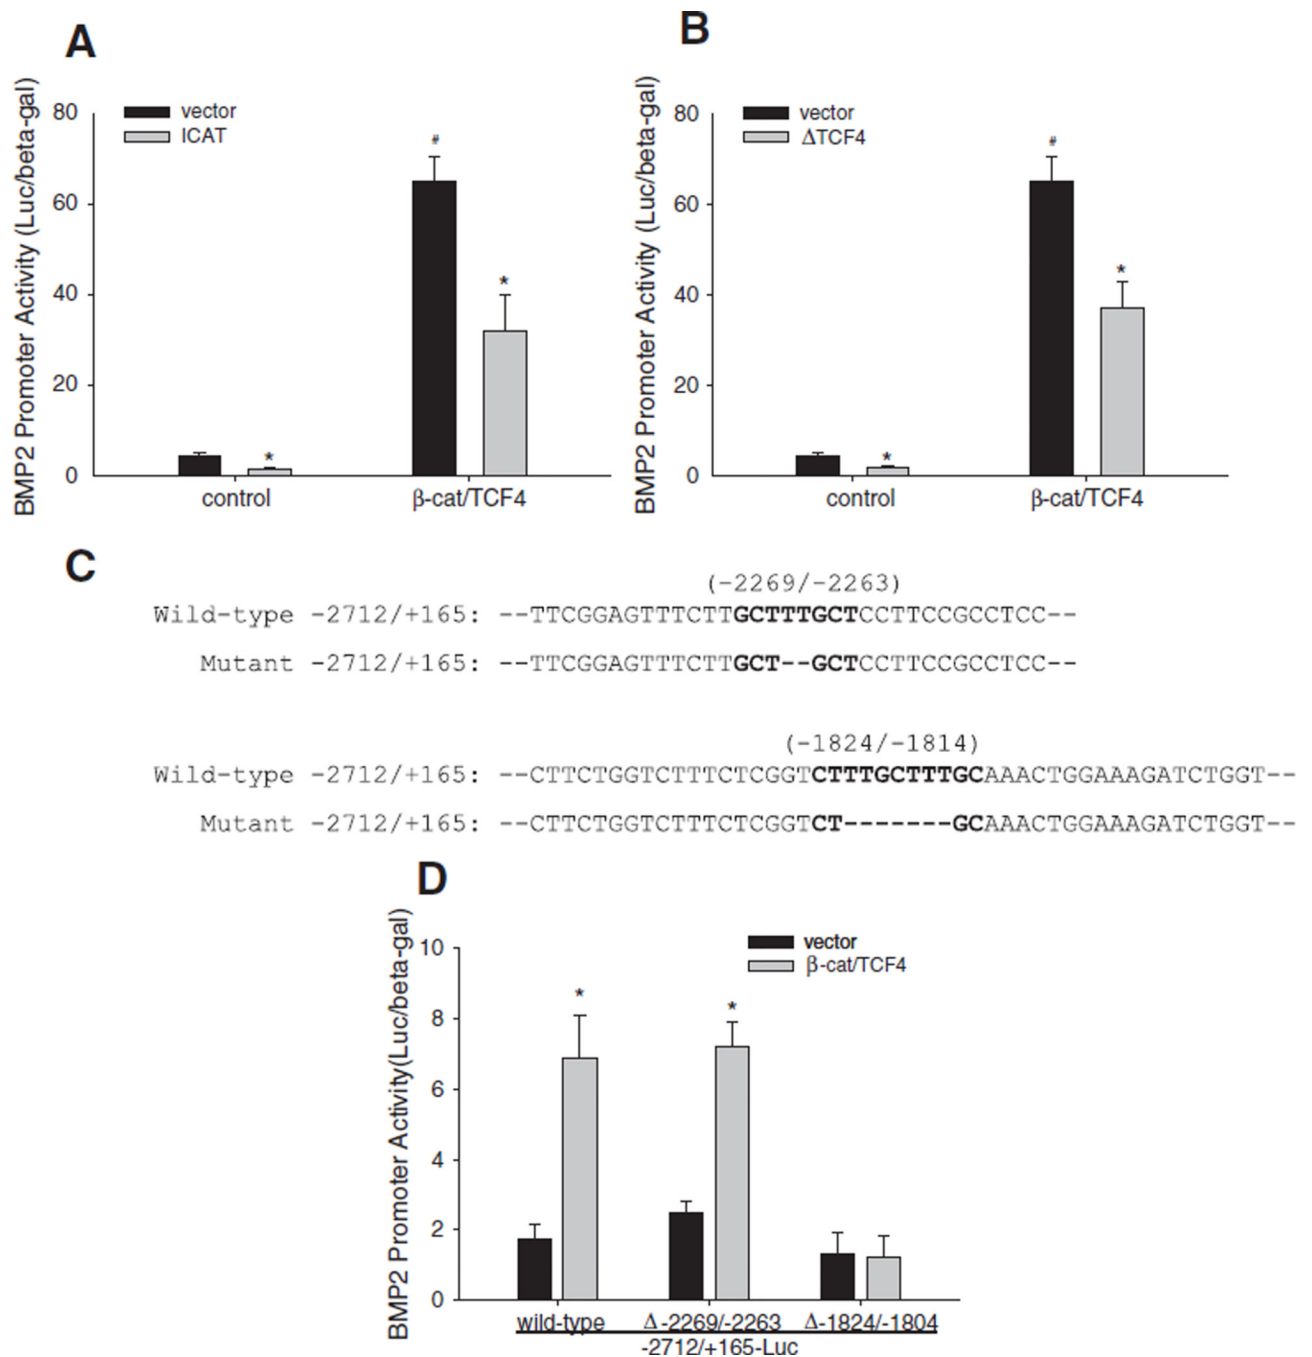 A
BMP2 Promoter Activity (Luc/beta-gal)
80
60
40
20
0
vector
ICAT
#
*
*
control
β-cat/TCF4
B
BMP2 Promoter Activity (Luc/beta-gal)
80
60
40
20
0
vector
ΔTCF4
#
*
*
control
β-cat/TCF4
C
(-2269/-2263)
Wild-type -2712/+165: --TTCGGAGTTTCTTGCTTTGCTCCTTCCGCCTCC--
Mutant -2712/+165: --TTCGGAGTTTCTTGCT--GCTCCTTCCGCCTCC--
(-1824/-1814)
Wild-type -2712/+165: --CTTCTGGTCTTTCTCGGTCTTTGCTTTGCAAACTGGAAAGATCTGGT--
Mutant -2712/+165: --CTTCTGGTCTTTCTCGGTCT-------GCAAACTGGAAAGATCTGGT--
D
BMP2 Promoter Activity(Luc/beta-gal)
10
8
6
4
2
0
vector
β-cat/TCF4
*
*
wild-type Δ-2269/-2263 Δ-1824/-1804
-2712/+165-Luc